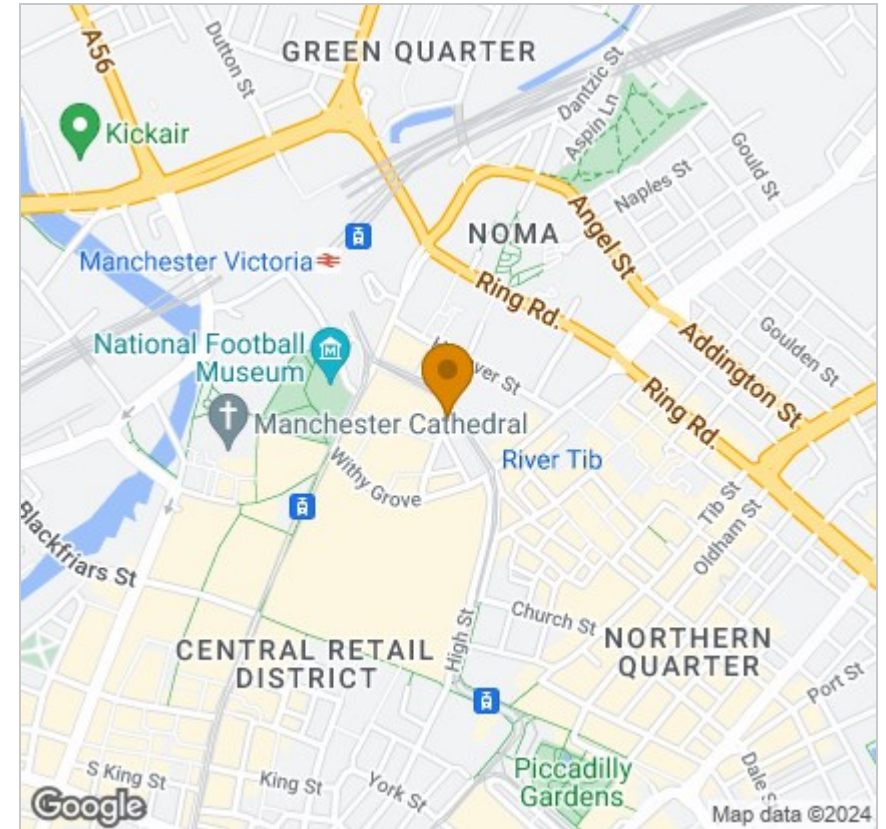 A56
Dutton St
GREEN QUARTER
Dantzic St
Aspin Ln
Kickair
Gould St
Naples St
NOMA
Angel St
Manchester Victoria
Ring Rd.
National Football
Museum
Addington St
Goulden St
Manchester Cathedral
Ring Rd.
River Tib
Withy Grove
Tib St
Oldham St
Blackfriars St
Church St
High St
CENTRAL RETAIL
DISTRICT
NORTHERN
QUARTER
Port St
Piccadilly
Gardens
S King St
King St
York St
Google
Map data ©2024